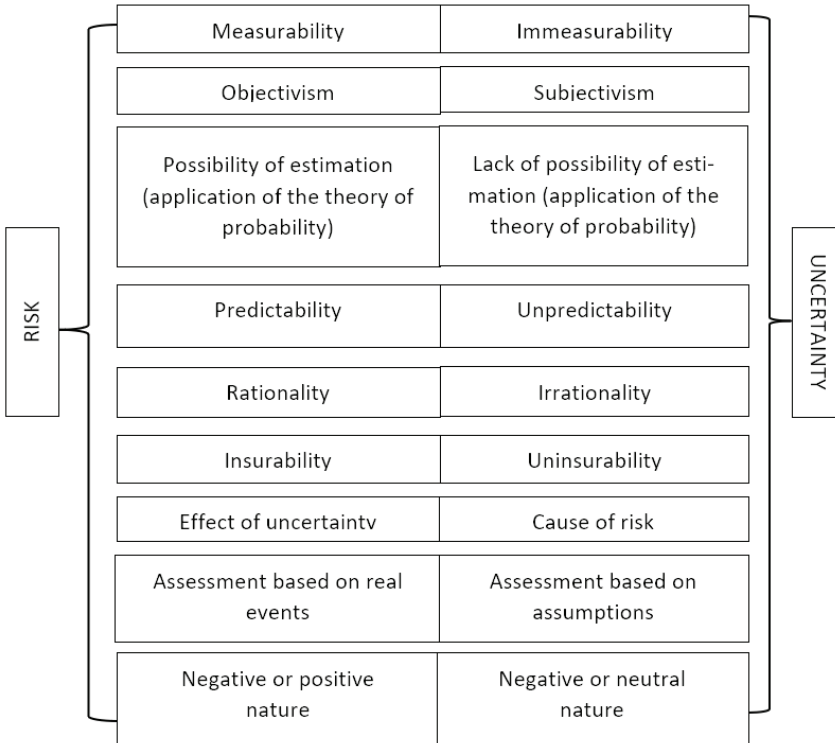 Measurability Immeasurability
Objectivism Subjectivism
Possibility of estimation
(application of the theory of
probability)
Lack of possibility of esti-
mation (application of the
theory of probability)
RISK
Predictability Unpredictability
UNCERTAINTY
Rationality Irrationality
Insurability Uninsurability
Effect of uncertainty Cause of risk
Assessment based on real
events
Assessment based on
assumptions
Negative or positive
nature
Negative or neutral
nature